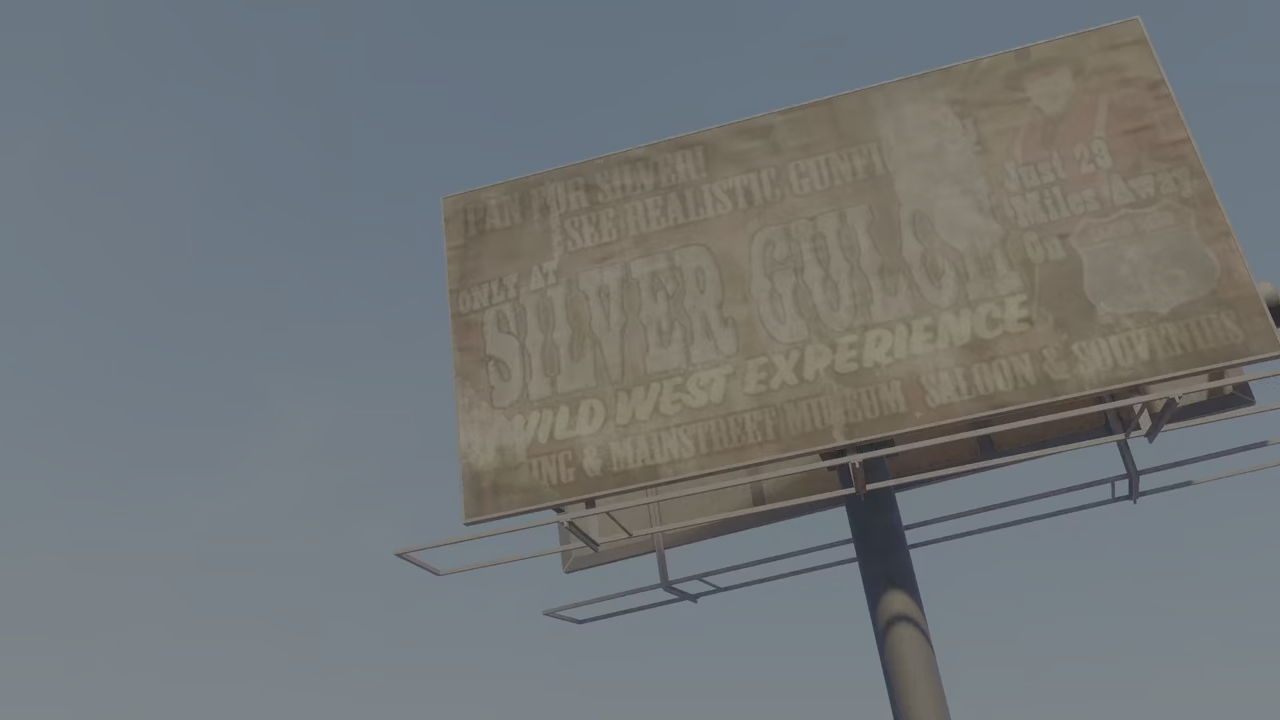 PAN FOR SILVER!
SEE REALISTIC GUNFI
ONLY AT
SILVER GULCH
WILD WEST EXPERIENCE
ING & MAINSTREET MUSEUM SALOON & SOUVENIRS
Just 23
Miles Away
On